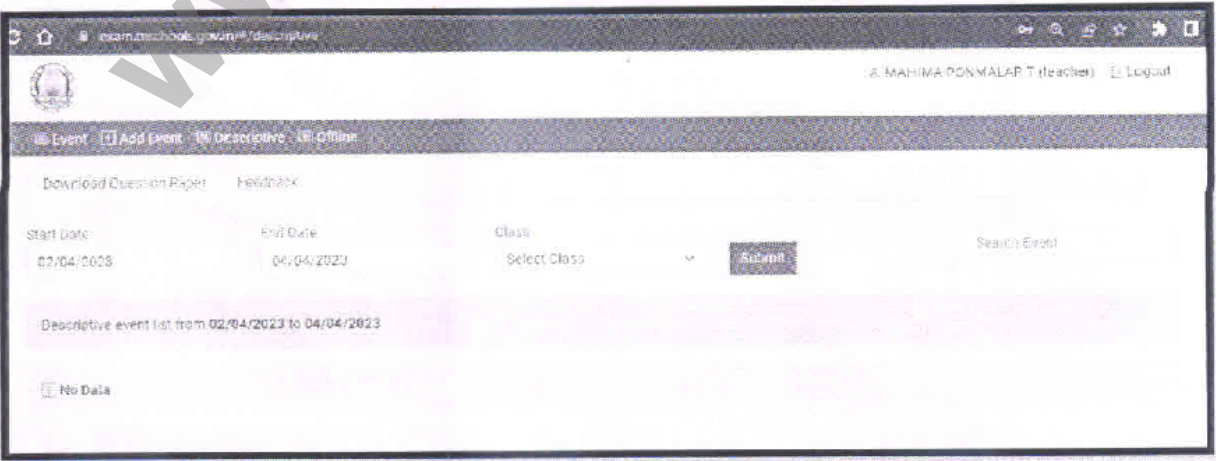 exam.tnschools.gov.in/#/descriptive
A. MAHIMA PONMALAR T (teacher) Logout
Event Add Event Descriptive Offline
Download Question Paper Feedback
Start Date End Date Class Search Event
02/04/2023 04/04/2023 Select Class Submit
Descriptive event list from 02/04/2023 to 04/04/2023
No Data